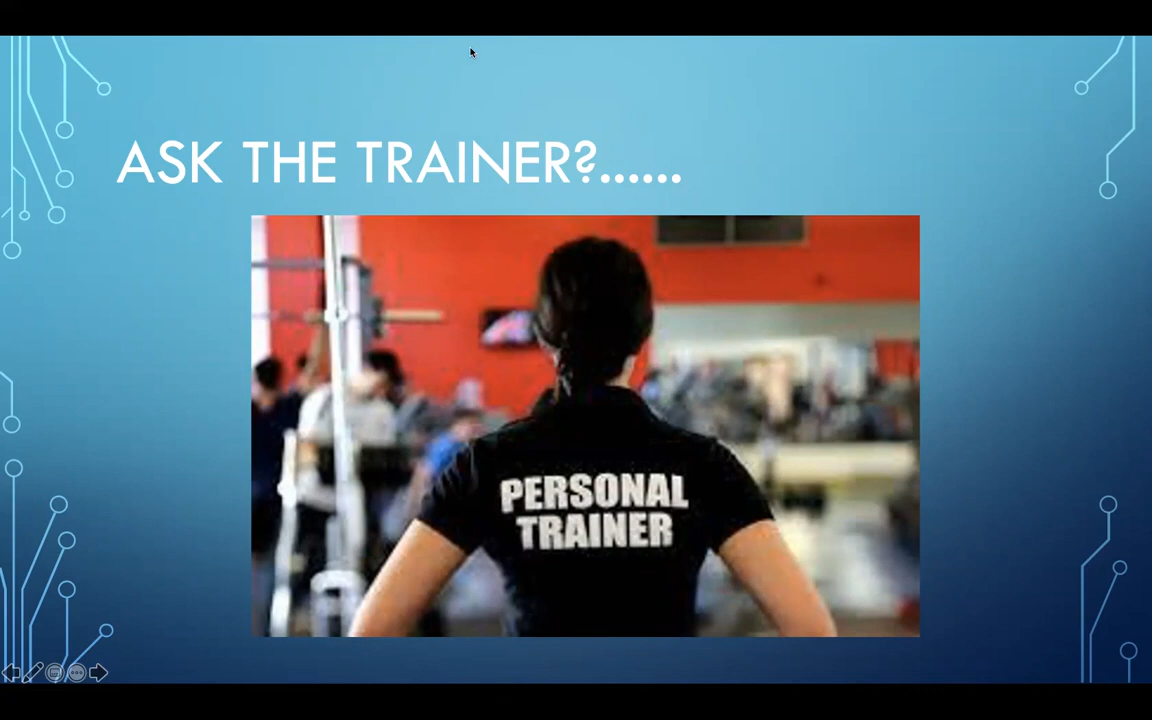 ASK THE TRAINER?......
PERSONAL
TRAINER